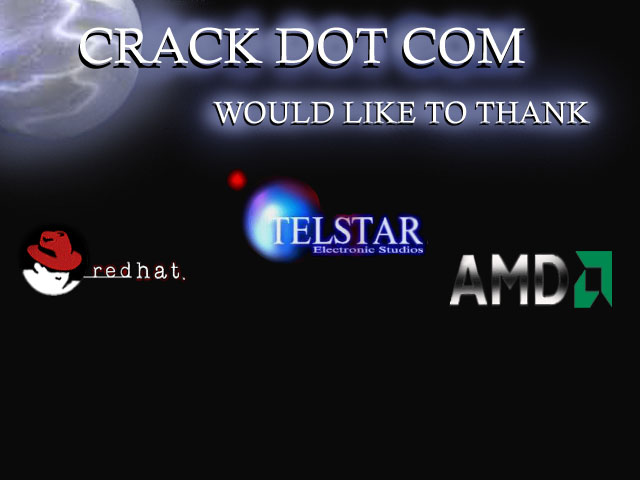 CRACK DOT COM
WOULD LIKE TO THANK
TELSTAR
Electronic Studios
redhat.
AMD